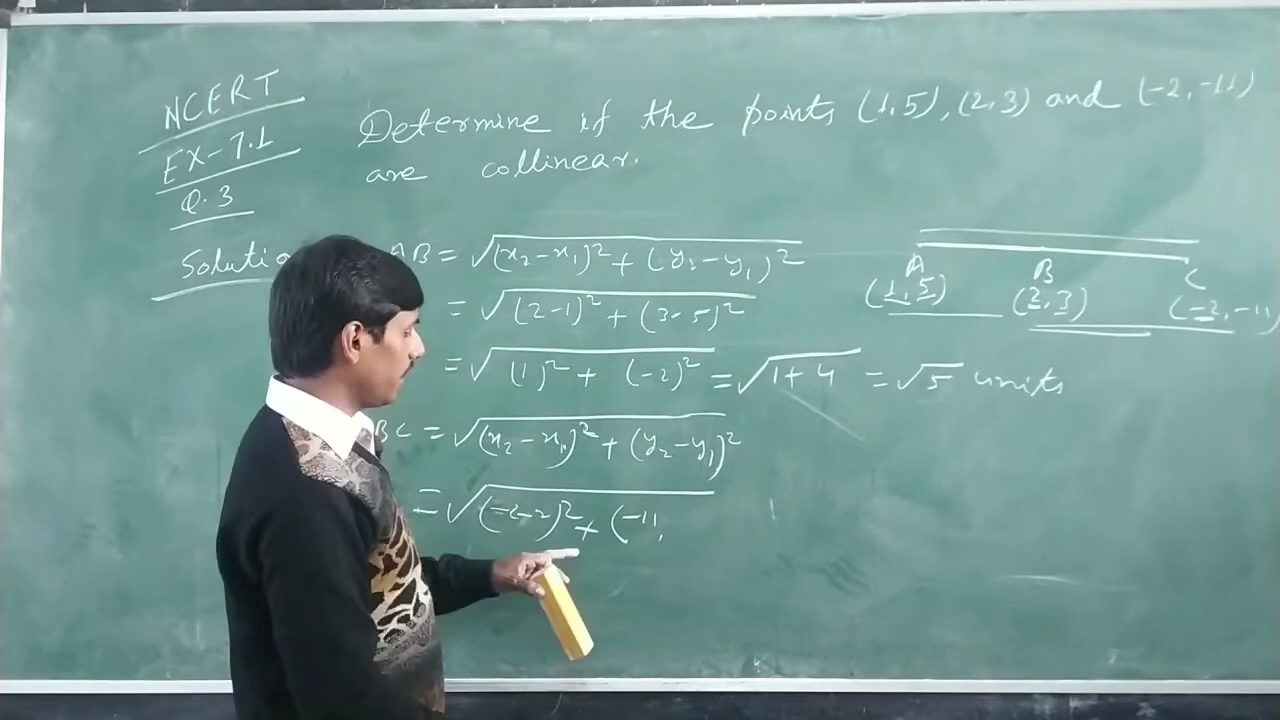 NCERT
EX-7.1
Q.3
Determine if the points (1,5), (2,3) and (-2,-11)
are collinear.
Solutio
AB = √(x₂-x₁)² + (y₂-y₁)²
= √(2-1)² + (3-5)²
= √(1)² + (-2)² = √1+4 = √5 units
BC = √(x₂-x₁)² + (y₂-y₁)²
= √(-2-2)² + (-11
A B C
(1,5) (2,3) (-2,-11)